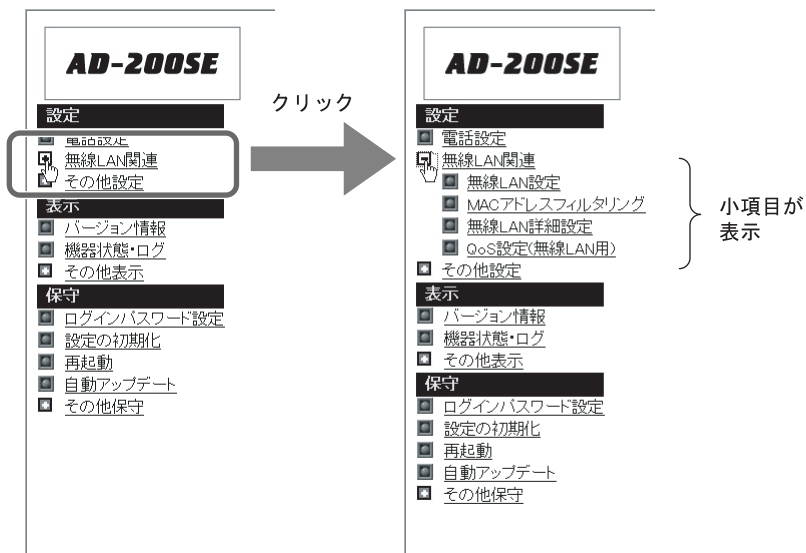 AD-200SE
設定
電話設定
無線LAN関連
その他設定
表示
バージョン情報
機器状態・ログ
その他表示
保守
ログインパスワード設定
設定の初期化
再起動
自動アップデート
その他保守
クリック
AD-200SE
設定
電話設定
無線LAN関連
無線LAN設定
MACアドレスフィルタリング
無線LAN詳細設定
QoS設定(無線LAN用)
その他設定
表示
バージョン情報
機器状態・ログ
その他表示
保守
ログインパスワード設定
設定の初期化
再起動
自動アップデート
その他保守
小項目が
表示